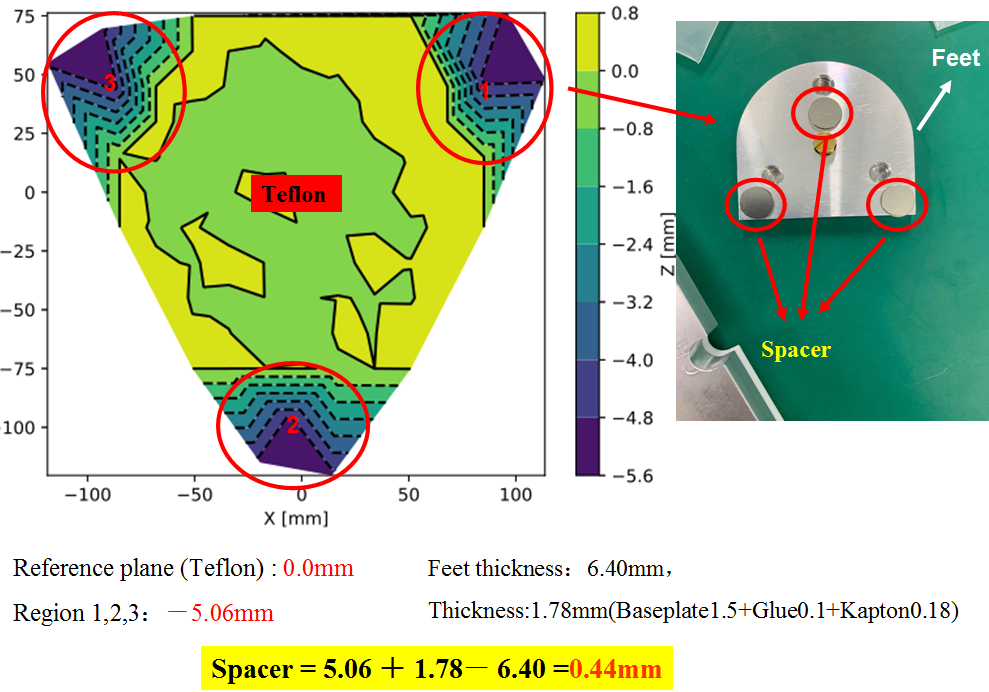 75
50
25
0
−25
−50
−75
100
−100
−50
0
50
100
X [mm]
3
1
2
Teflon
0.8
0.0
−0.8
−1.6
−2.4
−3.2
−4.0
−4.8
−5.6
Z [mm]
Feet
Spacer
Reference plane (Teflon) : 0.0mm
Region 1,2,3： －5.06mm
Feet thickness：6.40mm，
Thickness:1.78mm(Baseplate1.5+Glue0.1+Kapton0.18)
Spacer = 5.06 ＋ 1.78－ 6.40 =0.44mm